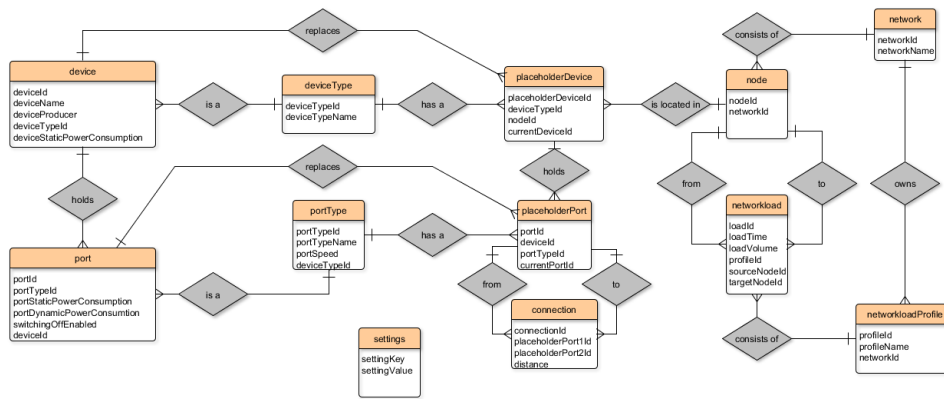 network
networkId
networkName
replaces
consists of
device
deviceId
deviceName
deviceProducer
deviceTypeId
deviceStaticPowerConsumption
is a
deviceType
deviceTypeId
deviceTypeName
has a
placeholderDevice
placeholderDeviceId
deviceTypeId
nodeId
currentDeviceId
is located in
node
nodeId
networkId
holds
replaces
holds
from
to
owns
portType
portTypeId
portTypeName
portSpeed
deviceTypeId
has a
placeholderPort
portId
deviceId
portTypeId
currentPortId
networkload
loadId
loadTime
loadVolume
profileId
sourceNodeId
targetNodeId
port
portId
portTypeId
portStaticPowerConsumption
portDynamicPowerConsumtion
switchingOffEnabled
deviceId
is a
from
to
connection
connectionId
placeholderPort1Id
placeholderPort2Id
distance
settings
settingKey
settingValue
consists of
networkloadProfile
profileId
profileName
networkId